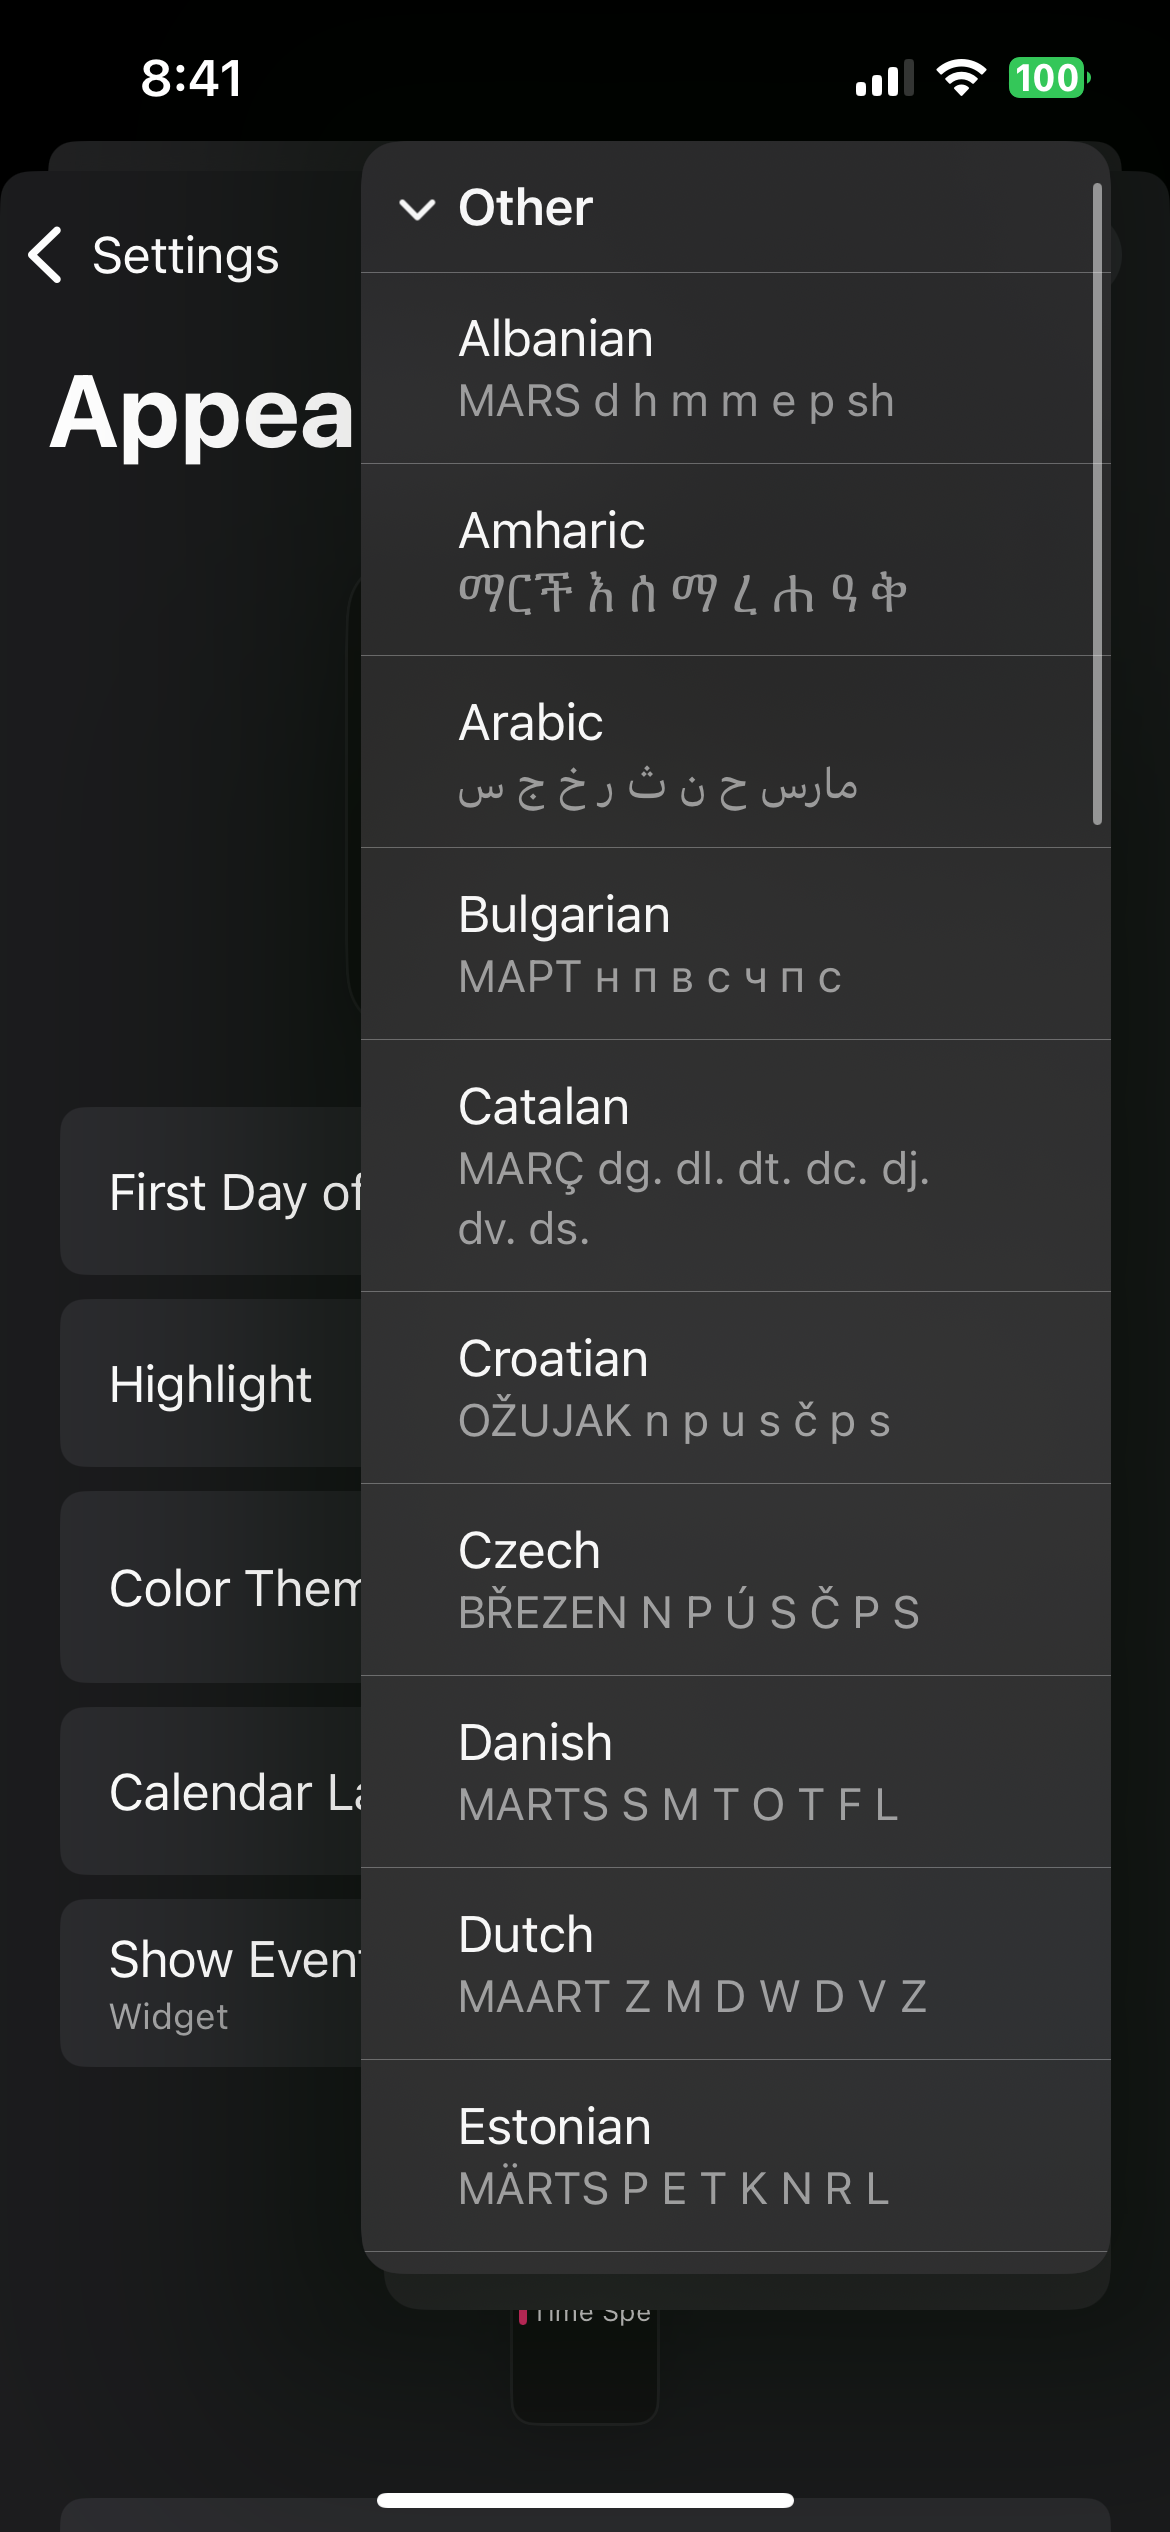 8:41
100
Settings
Appea
Other
Albanian
MARS d h m m e p sh
Amharic
ማርች እ ሰ ማ ረ ሐ ዓ ቅ
Arabic
مارس ح ن ث ر خ ج س
Bulgarian
МАРТ н п в с ч п с
Catalan
MARÇ dg. dl. dt. dc. dj.
dv. ds.
Croatian
OŽUJAK n p u s č p s
Czech
BŘEZEN N P Ú S Č P S
Danish
MARTS S M T O T F L
Dutch
MAART Z M D W D V Z
Estonian
MÄRTS P E T K N R L
First Day of
Highlight
Color Them
Calendar La
Show Event
Widget
Time Spe